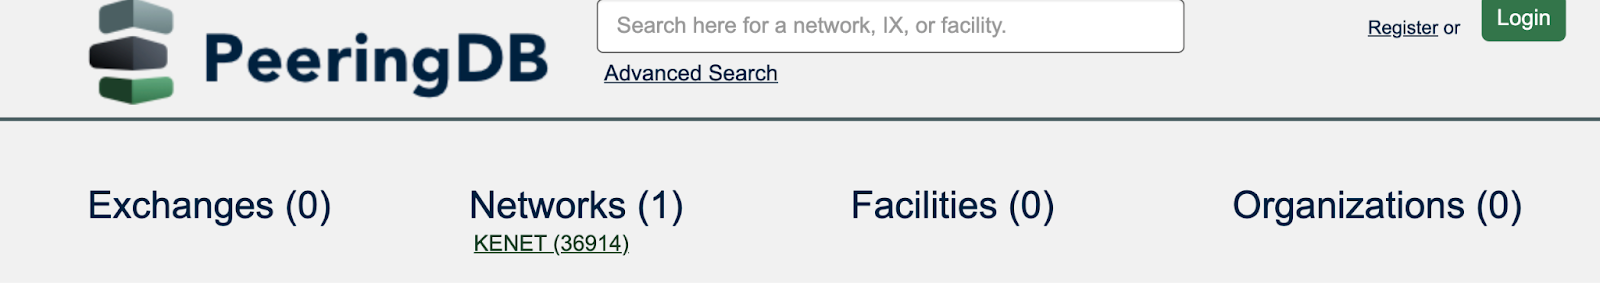 PeeringDB
Search here for a network, IX, or facility.
Advanced Search
Register or
Login
Exchanges (0)
Networks (1)
KENET (36914)
Facilities (0)
Organizations (0)